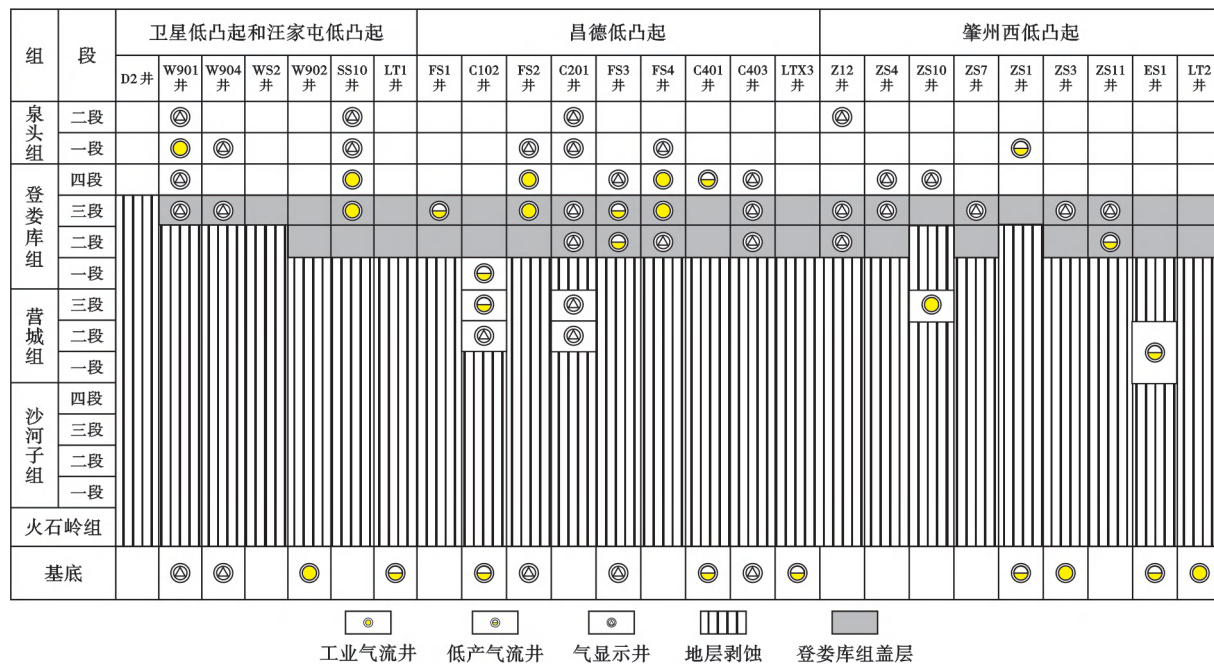 组 段 卫星低凸起和汪家屯低凸起 昌德低凸起 肇州西低凸起
D2井 W901井 W904井 WS2井 W902井 SS10井 LT1井 FS1井 C102井 FS2井 C201井 FS3井 FS4井 C401井 C403井 LTX3井 Z12井 ZS4井 ZS10井 ZS7井 ZS1井 ZS3井 ZS11井 ES1井 LT2井
泉头组
二段
一段
登娄库组
四段
三段
二段
一段
营城组
三段
二段
一段
沙河子组
四段
三段
二段
一段
火石岭组
基底
工业气流井 低产气流井 气显示井 地层剥蚀 登娄库组盖层